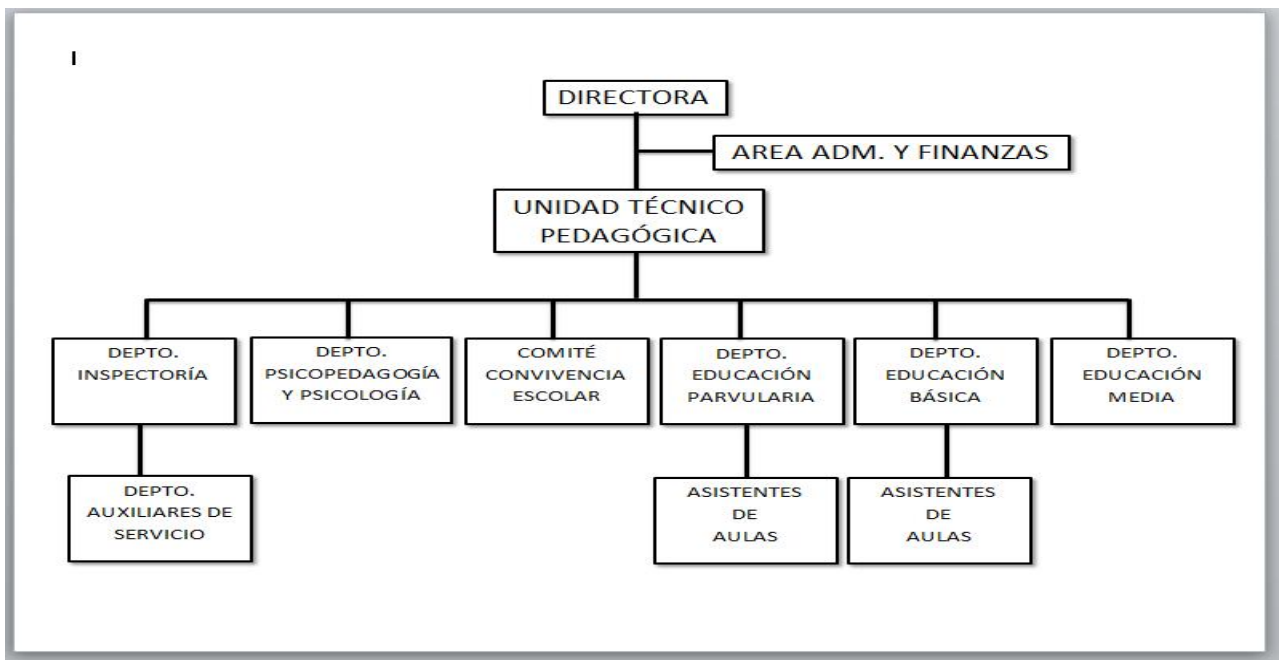 I
DIRECTORA
AREA ADM. Y FINANZAS
UNIDAD TÉCNICO
PEDAGÓGICA
DEPTO.
INSPECTORÍA
DEPTO.
PSICOPEDAGOGÍA
Y PSICOLOGÍA
COMITÉ
CONVIVENCIA
ESCOLAR
DEPTO.
EDUCACIÓN
PARVULARIA
DEPTO.
EDUCACIÓN
BÁSICA
DEPTO.
EDUCACIÓN
MEDIA
DEPTO.
AUXILIARES DE
SERVICIO
ASISTENTES
DE
AULAS
ASISTENTES
DE
AULAS